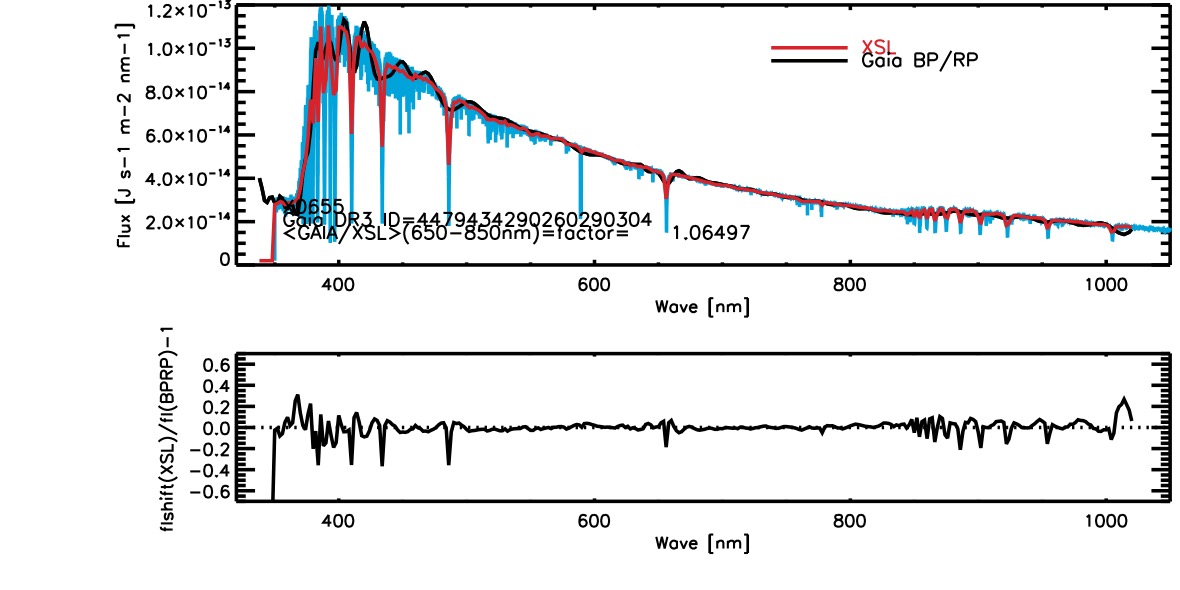 1.2×10−13
1.0×10−13
8.0×10−14
6.0×10−14
4.0×10−14
2.0×10−14
0
Flux [J s−1 m−2 nm−1]
XSL
Gaia BP/RP
X0655
Gaia DR3 ID=4479434290260290304
<GAIA/XSL>(650−850nm)=factor= 1.06497
400 600 800 1000
Wave [nm]
0.6
0.4
0.2
0.0
−0.2
−0.4
−0.6
flshift(XSL)/fl(BPRP)−1
400 600 800 1000
Wave [nm]